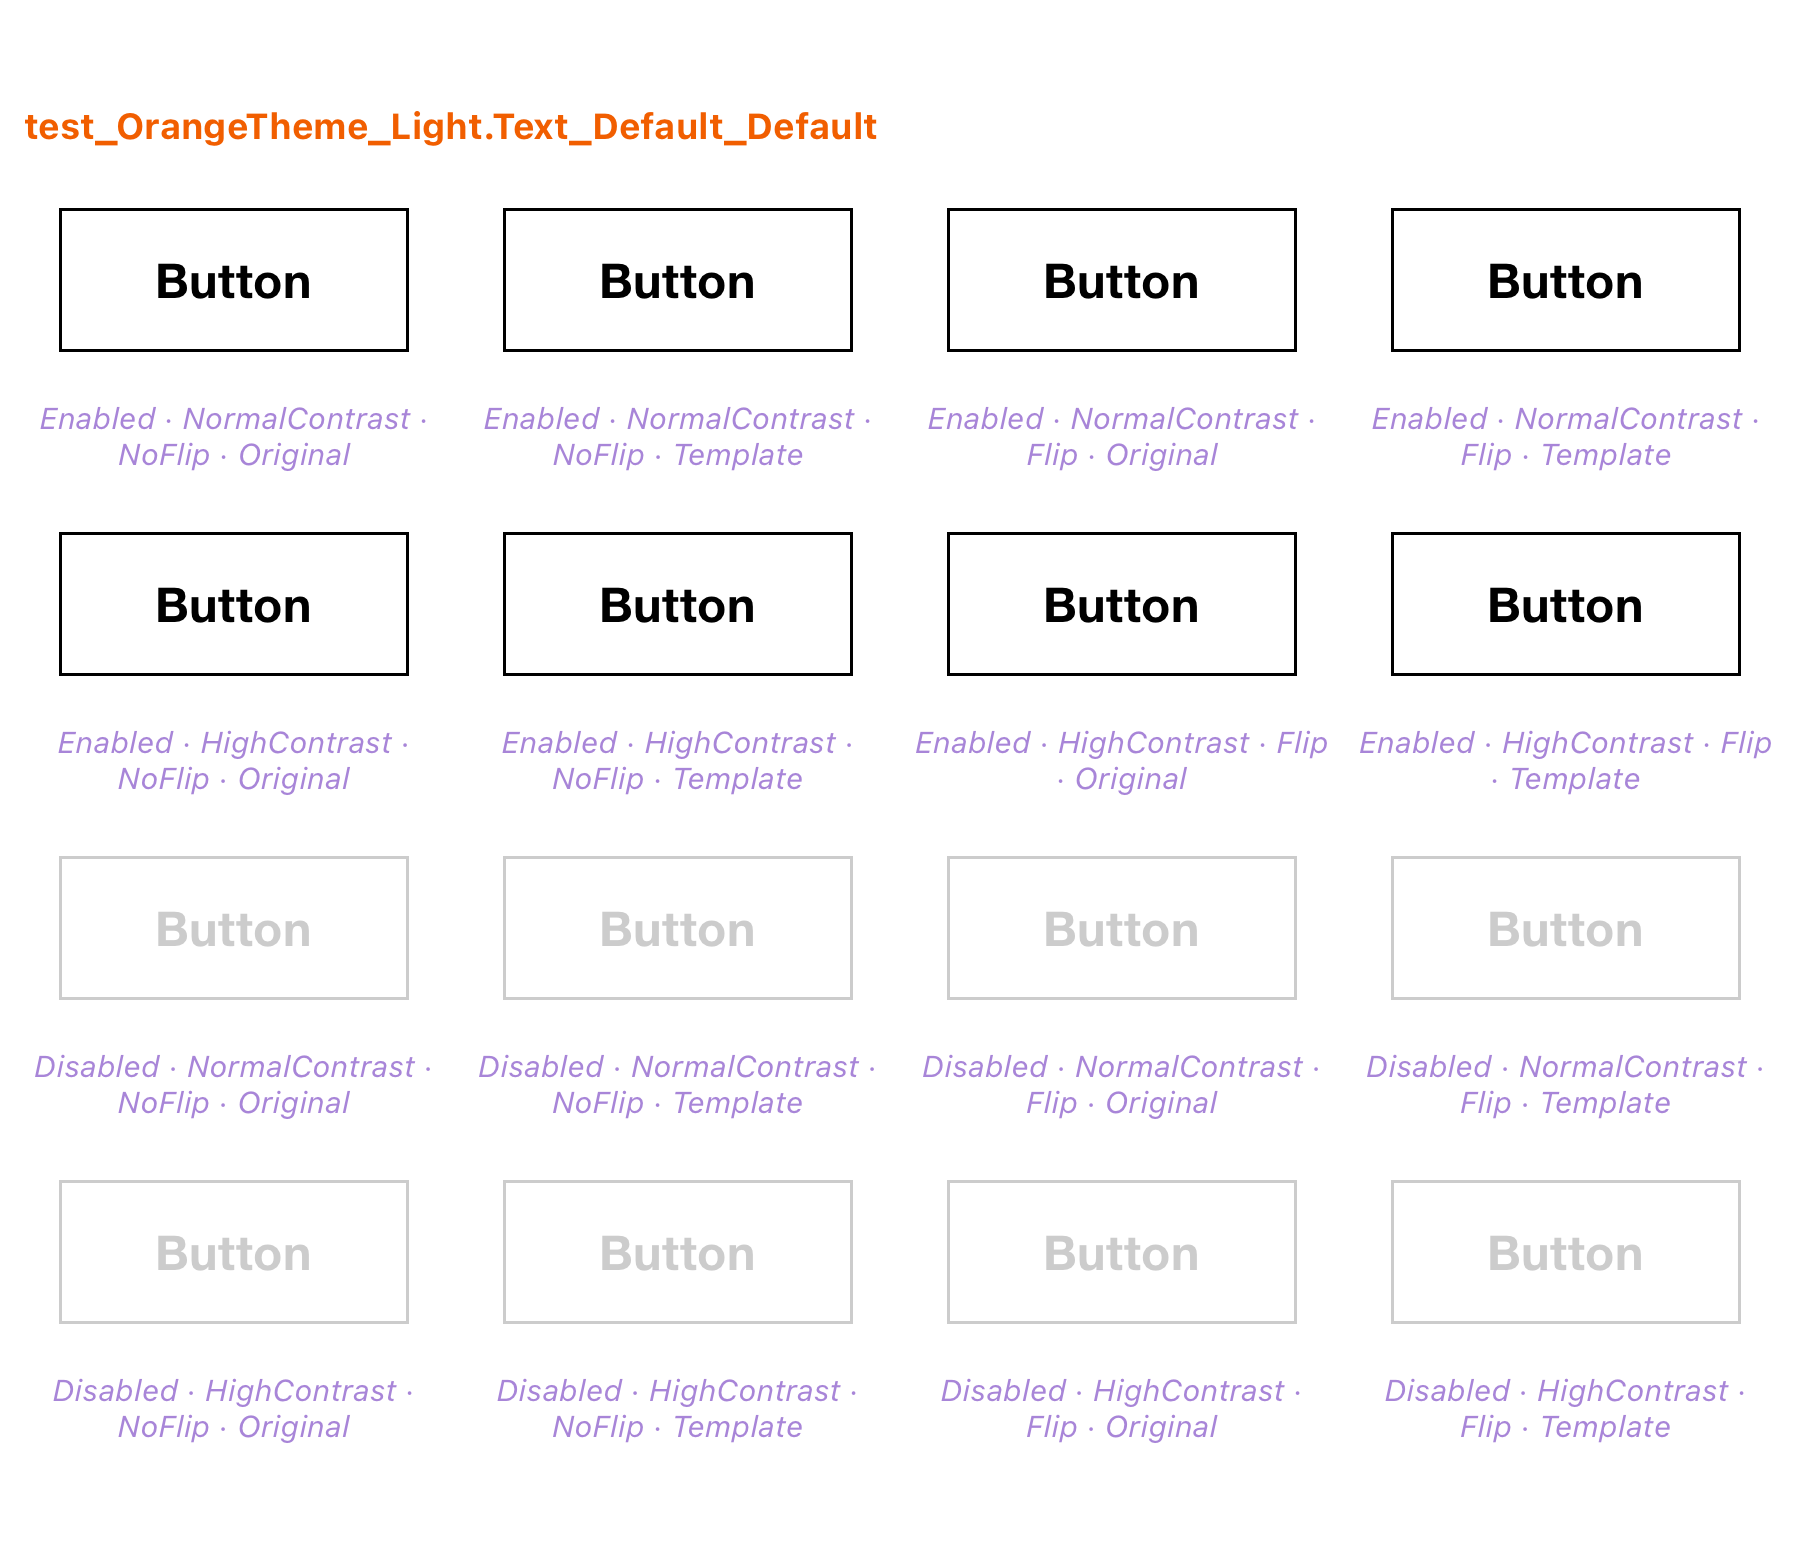 test_OrangeTheme_Light.Text_Default_Default
Button Button Button Button
Enabled · NormalContrast · Enabled · NormalContrast · Enabled · NormalContrast · Enabled · NormalContrast ·
NoFlip · Original NoFlip · Template Flip · Original Flip · Template
Button Button Button Button
Enabled · HighContrast · Enabled · HighContrast · Enabled · HighContrast · Flip Enabled · HighContrast · Flip
NoFlip · Original NoFlip · Template · Original · Template
Button Button Button Button
Disabled · NormalContrast · Disabled · NormalContrast · Disabled · NormalContrast · Disabled · NormalContrast ·
NoFlip · Original NoFlip · Template Flip · Original Flip · Template
Button Button Button Button
Disabled · HighContrast · Disabled · HighContrast · Disabled · HighContrast · Disabled · HighContrast ·
NoFlip · Original NoFlip · Template Flip · Original Flip · Template